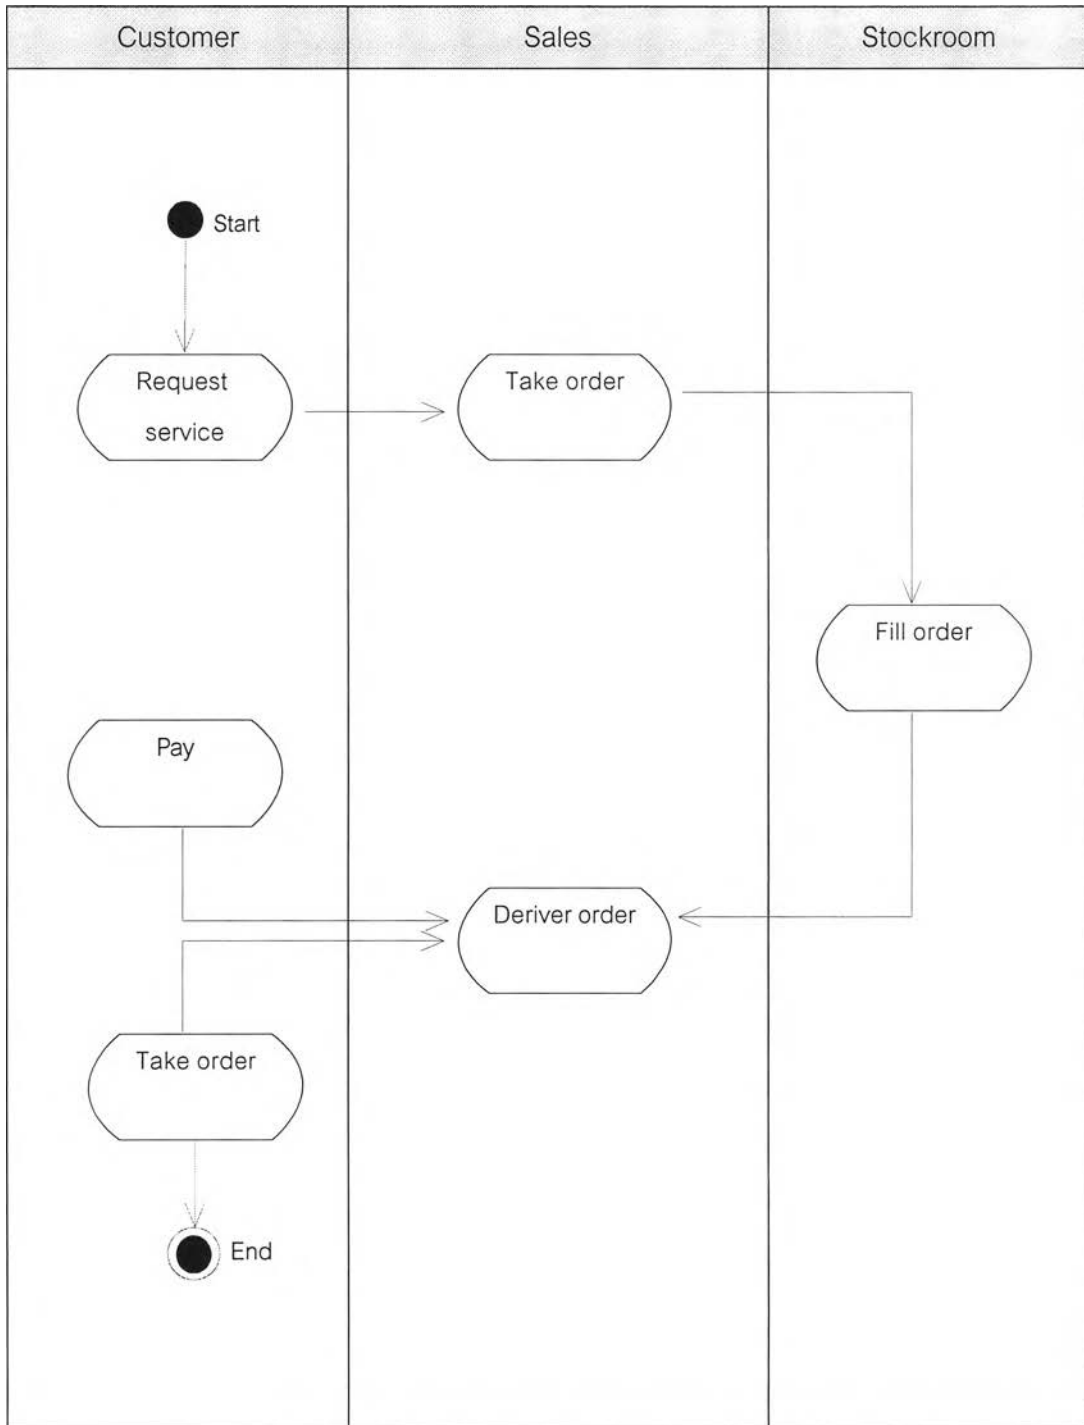 Customer
Sales
Stockroom
Start
Request
service
Take order
Fill order
Pay
Deriver order
Take order
End